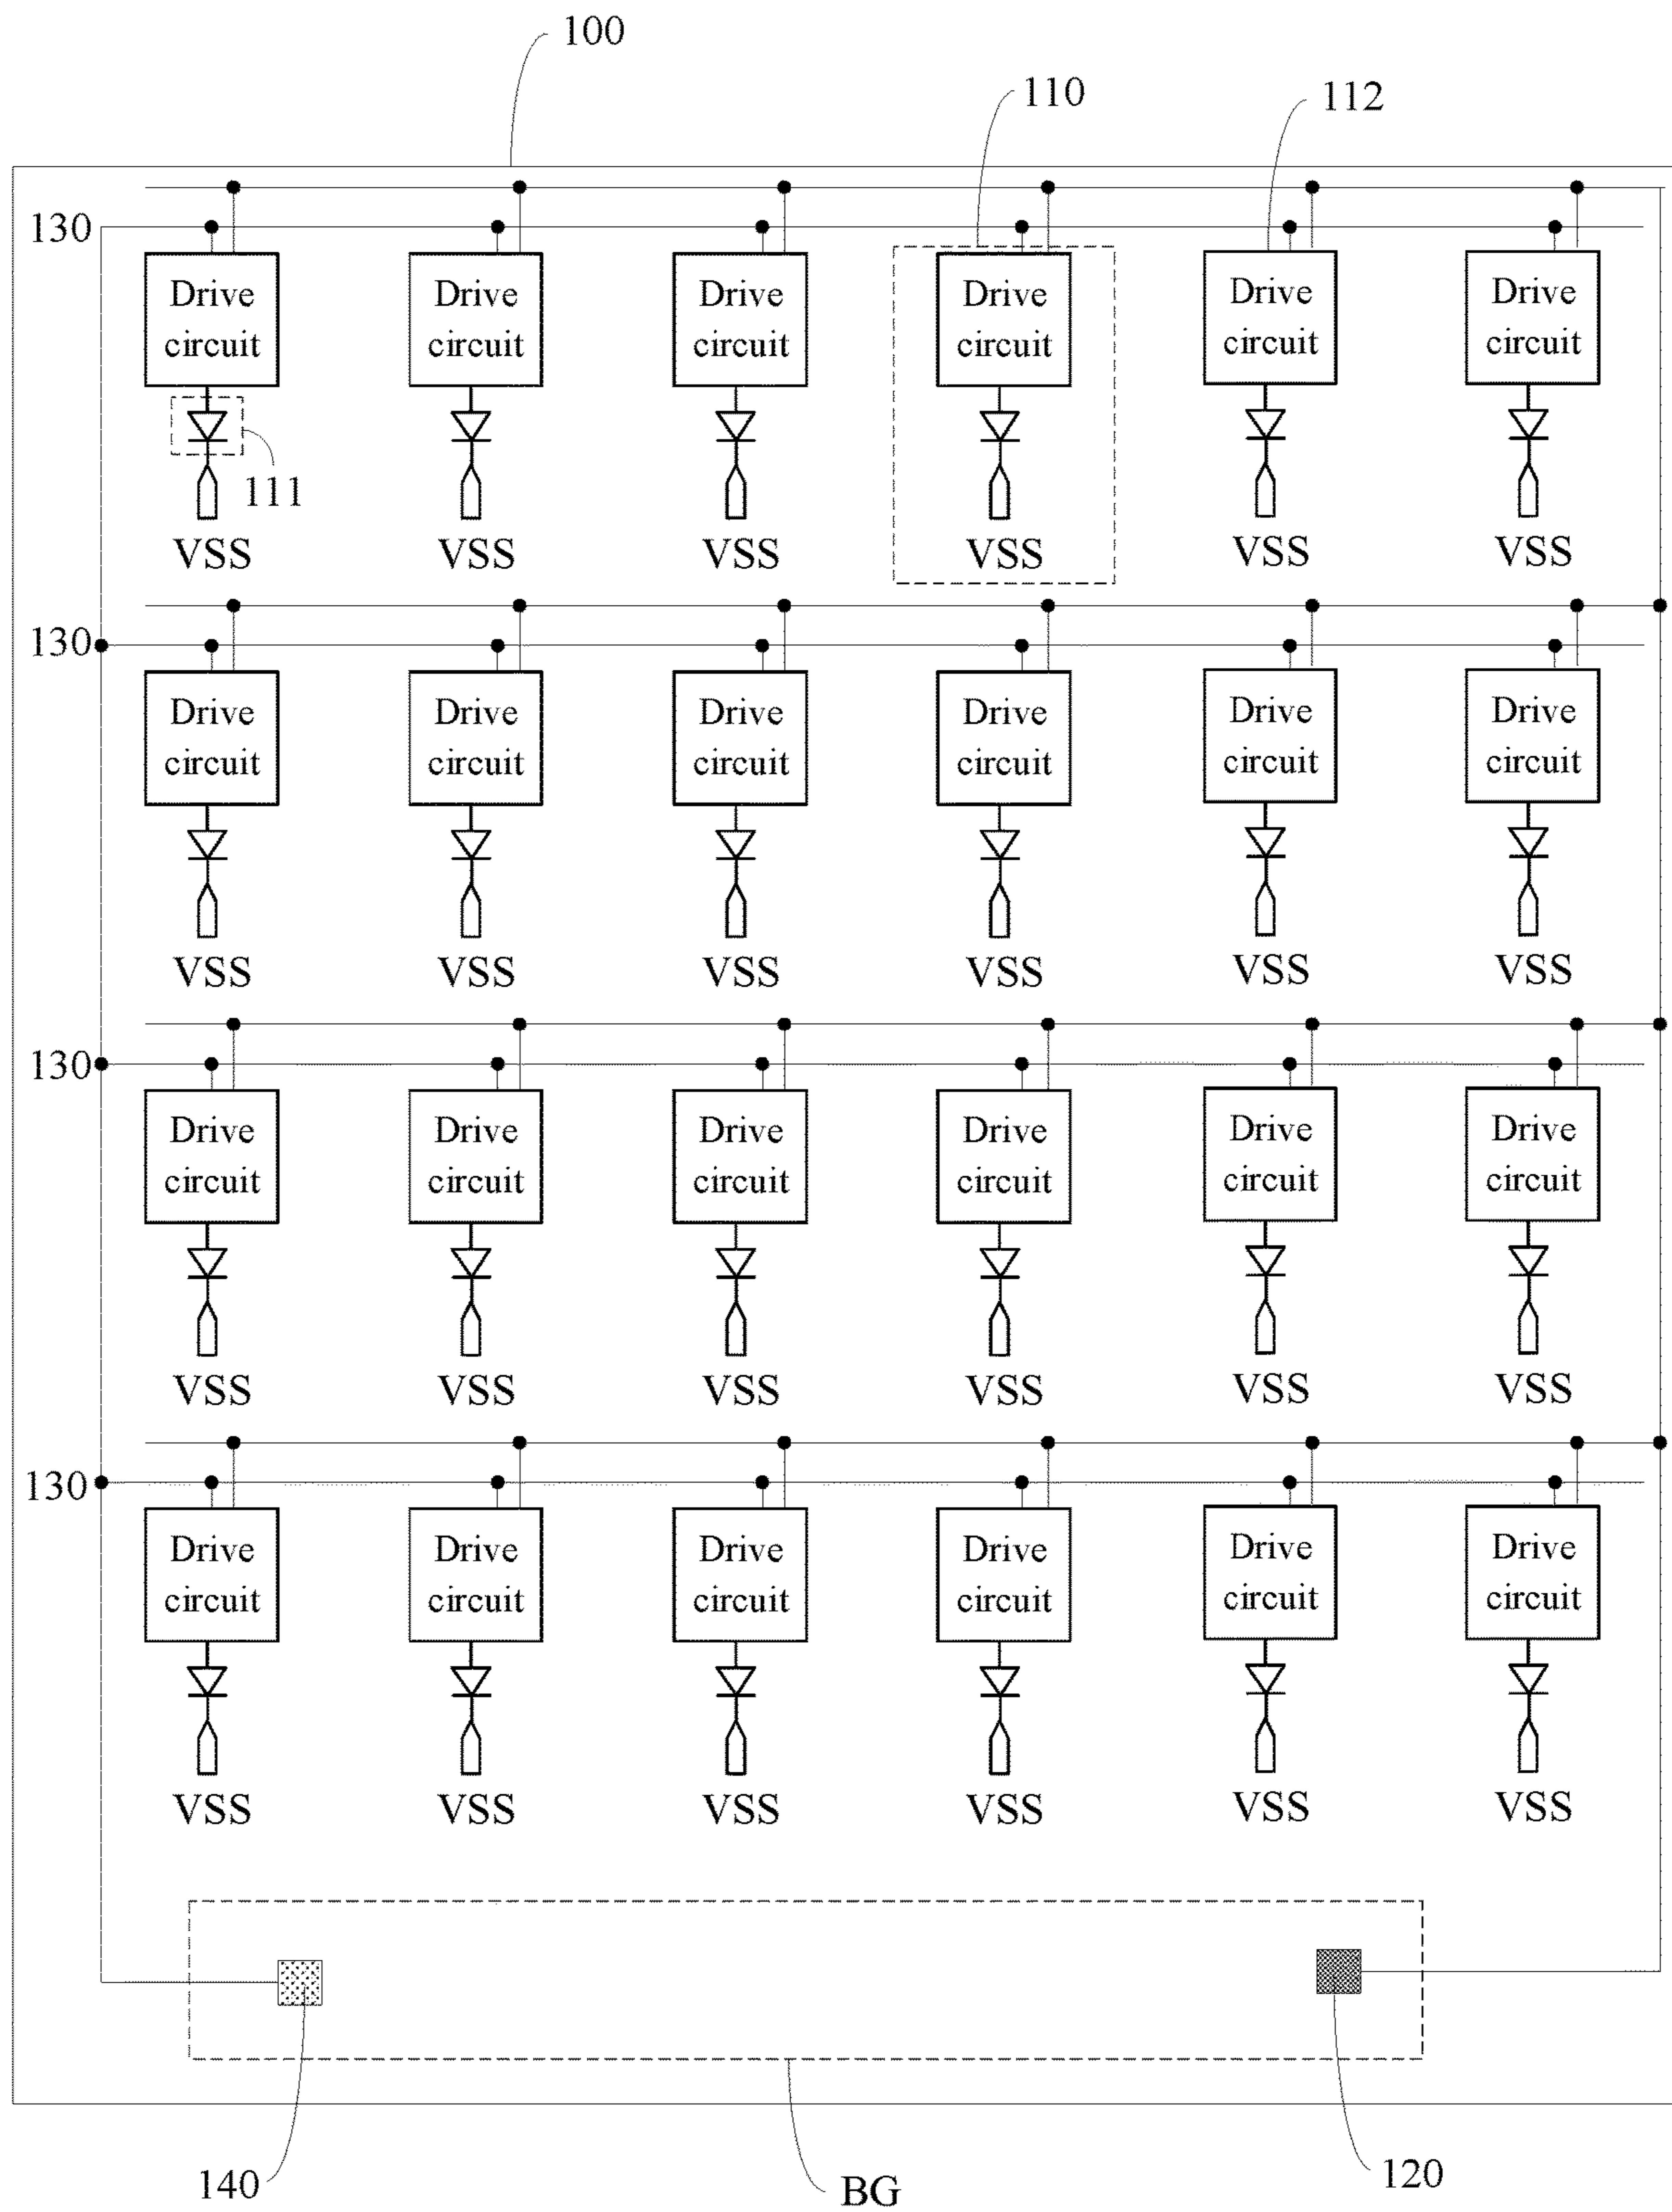 100
110
112
130
Drive circuit Drive circuit Drive circuit Drive circuit Drive circuit Drive circuit
111
VSS VSS VSS VSS VSS VSS
130
Drive circuit Drive circuit Drive circuit Drive circuit Drive circuit Drive circuit
VSS VSS VSS VSS VSS VSS
130
Drive circuit Drive circuit Drive circuit Drive circuit Drive circuit Drive circuit
VSS VSS VSS VSS VSS VSS
130
Drive circuit Drive circuit Drive circuit Drive circuit Drive circuit Drive circuit
VSS VSS VSS VSS VSS VSS
140
BG
120